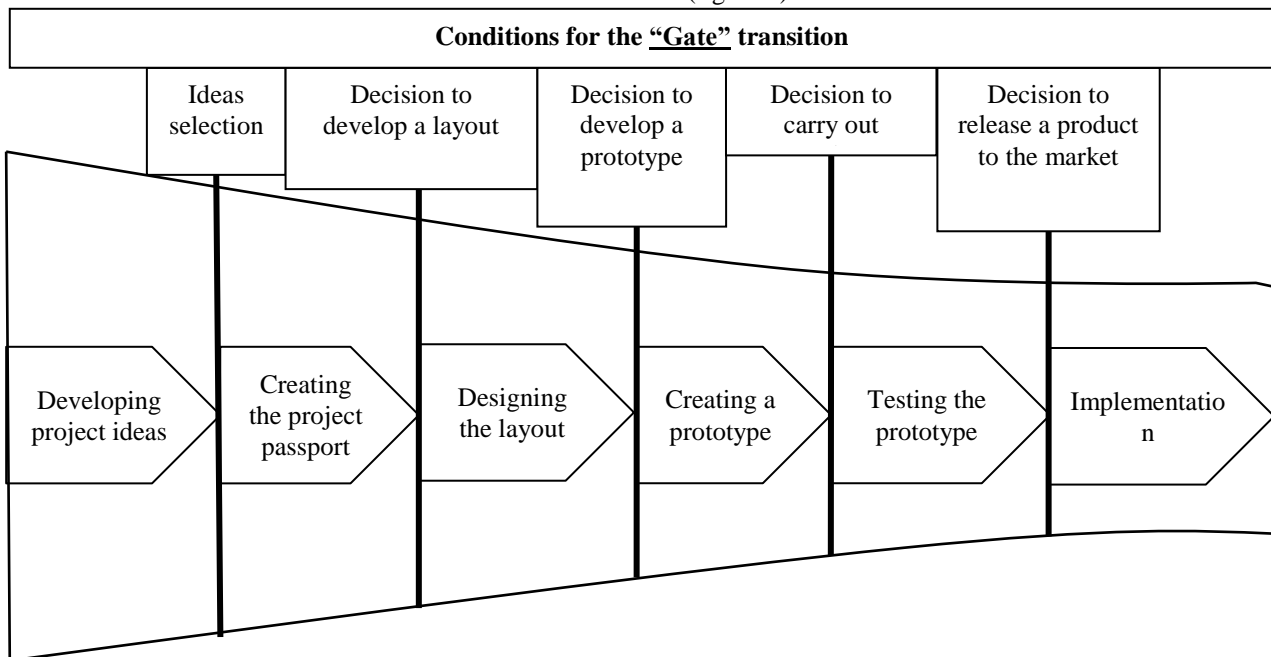 Conditions for the “Gate” transition
Ideas
selection
Decision to
develop a layout
Decision to
develop a
prototype
Decision to
carry out
Decision to
release a product
to the market
Developing
project ideas
Creating
the project
passport
Designing
the layout
Creating a
prototype
Testing the
prototype
Implementatio
n